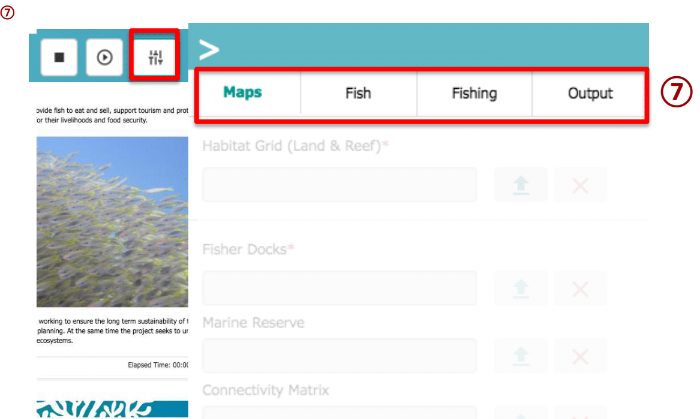 ⑦
>
Maps Fish Fishing Output
⑦
ovide fish to eat and sell, support tourism and prot
or their livelihoods and food security.
Habitat Grid (Land & Reef)*
Fisher Docks*
working to ensure the long term sustainability of t
planning. At the same time the project seeks to ur
ecosystems.
Marine Reserve
Elapsed Time: 00:00
Connectivity Matrix